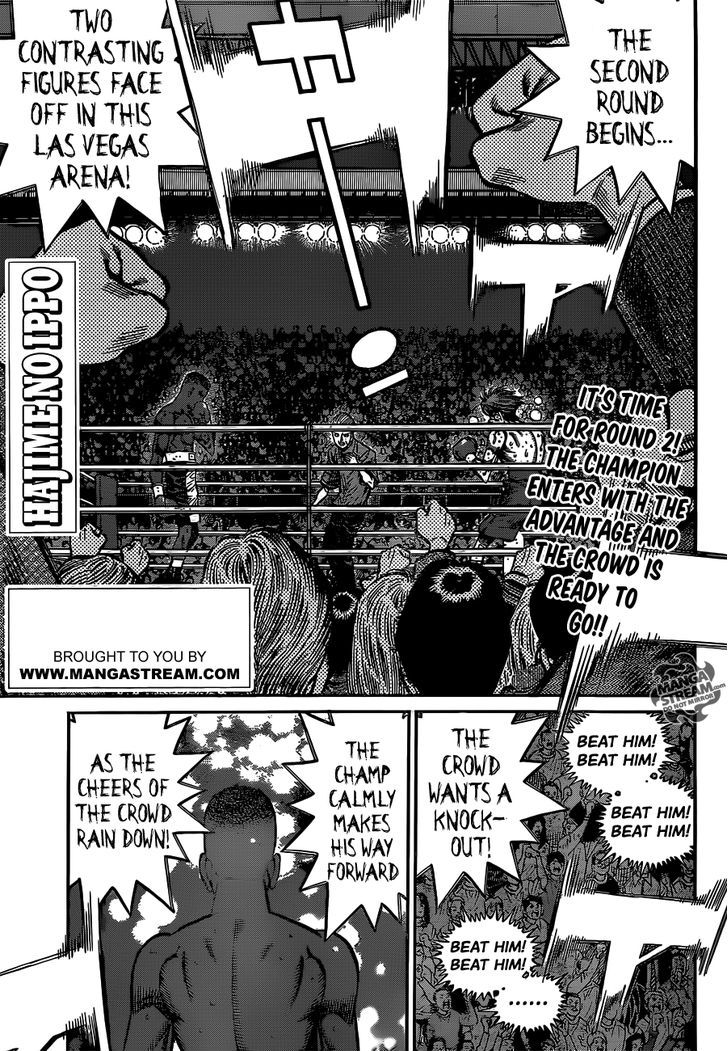 THE
SECOND
ROUND
BEGINS...
TWO
CONTRASTING
FIGURES FACE
OFF IN THIS
LAS VEGAS
ARENA!
HAJIME NO IPPO
IT'S TIME
FOR ROUND 2!
THE CHAMPION
ENTERS WITH THE
ADVANTAGE AND
THE CROWD IS
READY TO
GO!!
BROUGHT TO YOU BY
WWW.MANGASTREAM.COM
MANGA
STREAM.com
DO NOT MIRROR
BEAT HIM!
BEAT HIM!
BEAT HIM!
BEAT HIM!
THE
CROWD
WANTS A
KNOCK-
OUT!
BEAT HIM!
BEAT HIM!
......
THE
CHAMP
CALMLY
MAKES
HIS WAY
FORWARD
AS THE
CHEERS OF
THE CROWD
RAIN DOWN!